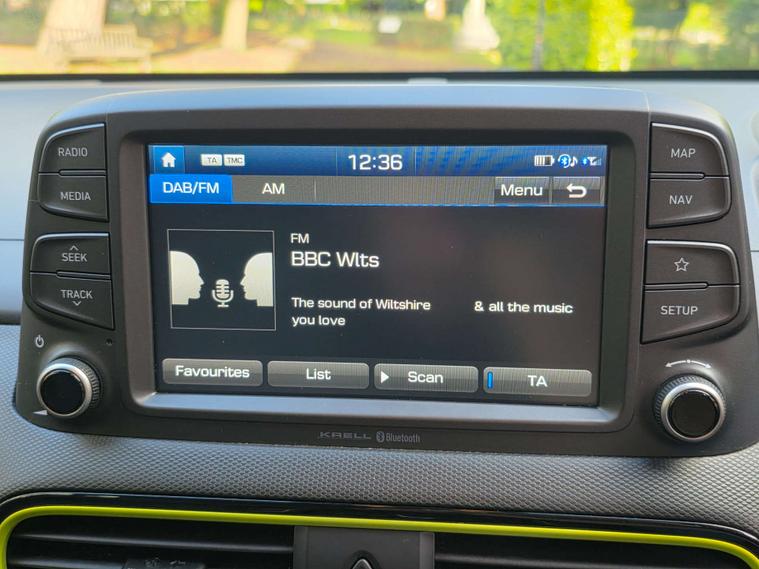 RADIO
MEDIA
SEEK
TRACK
TA TMC 12:36
DAB/FM AM Menu
FM
BBC Wlts
The sound of Wiltshire & all the music
you love
Favourites List Scan TA
MAP
NAV
SETUP
KRELL Bluetooth